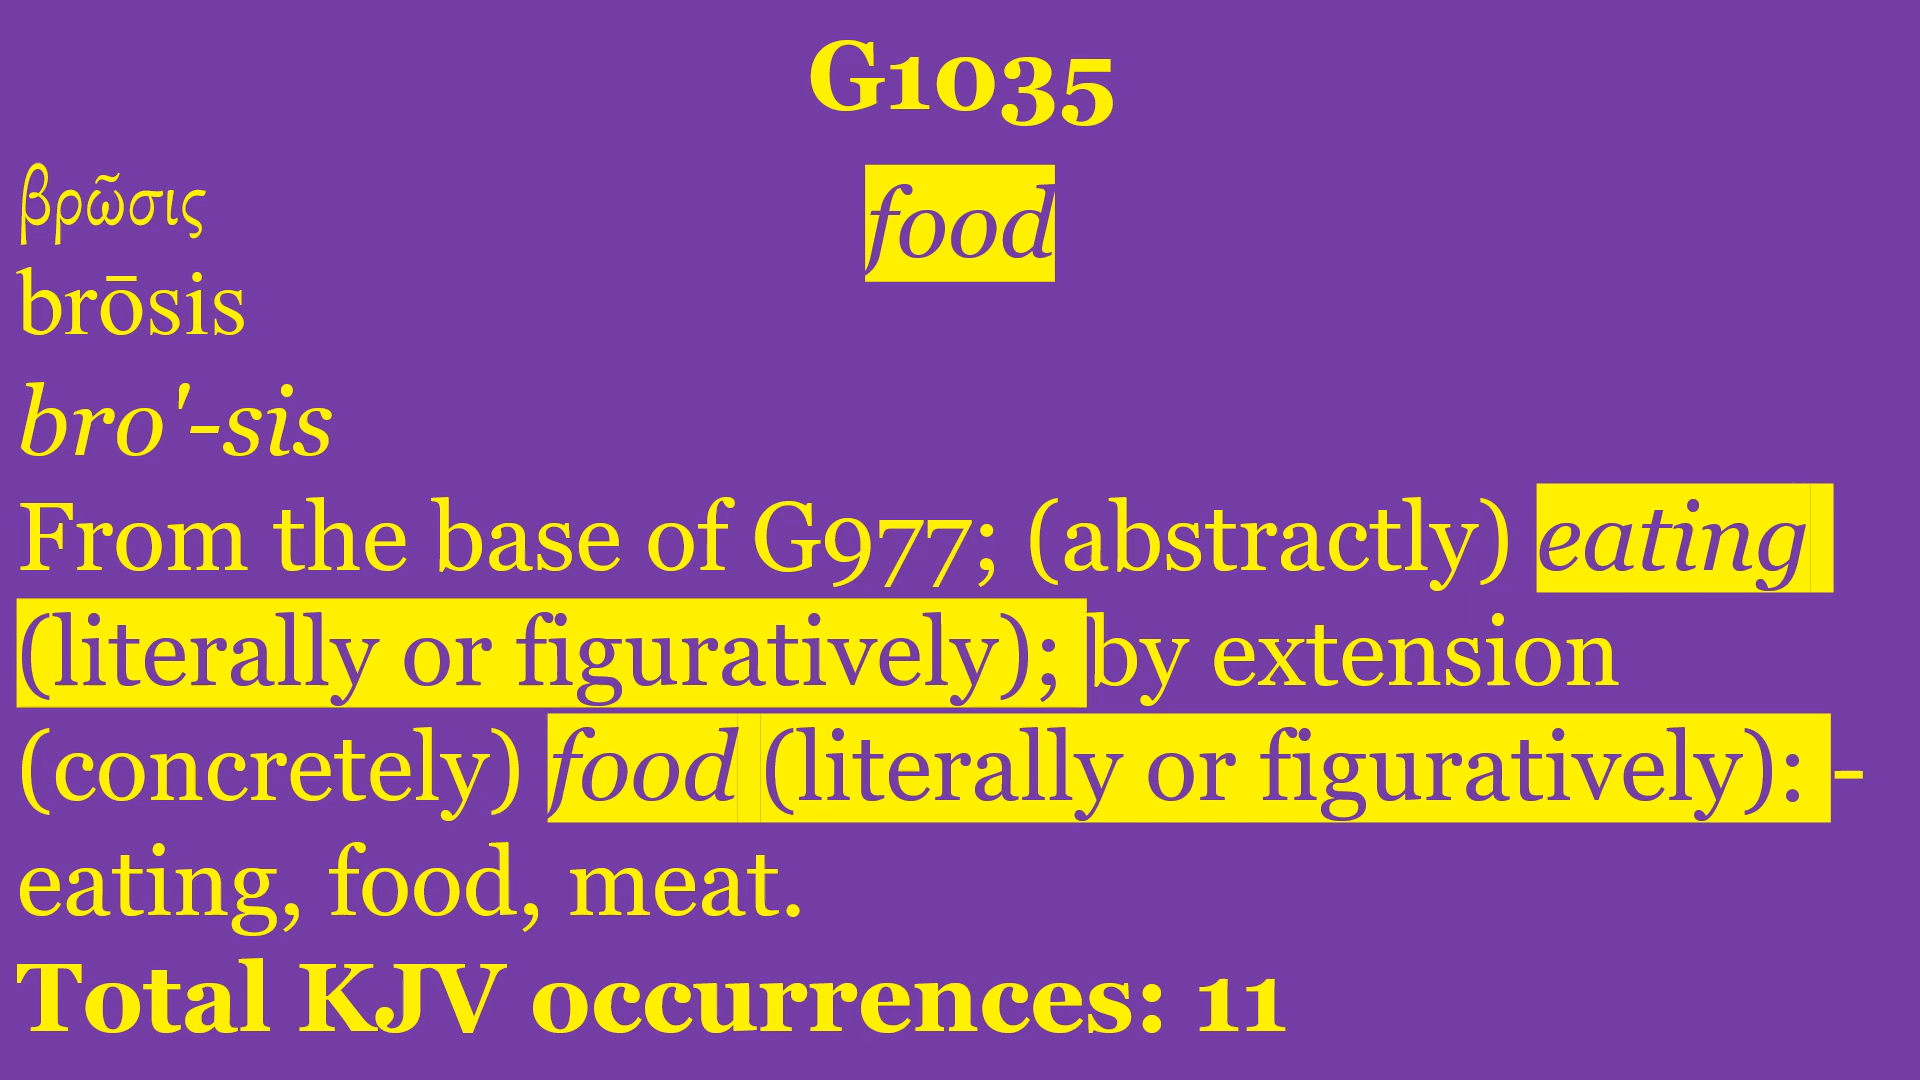 G1035
food
βρῶσις
brōsis
bro'-sis
From the base of G977; (abstractly) eating
(literally or figuratively); by extension
(concretely) food (literally or figuratively): -
eating, food, meat.
Total KJV occurrences: 11